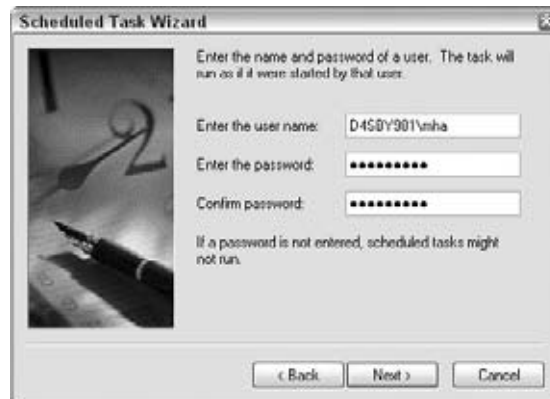 Scheduled Task Wizard
Enter the name and password of a user. The task will
run as if it were started by that user.
Enter the user name: D4SBY901\mha
Enter the password: •••••••••
Confirm password: •••••••••
If a password is not entered, scheduled tasks might
not run.
< Back Next > Cancel